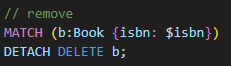 // remove
MATCH (b:Book {isbn: $isbn})
DETACH DELETE b;